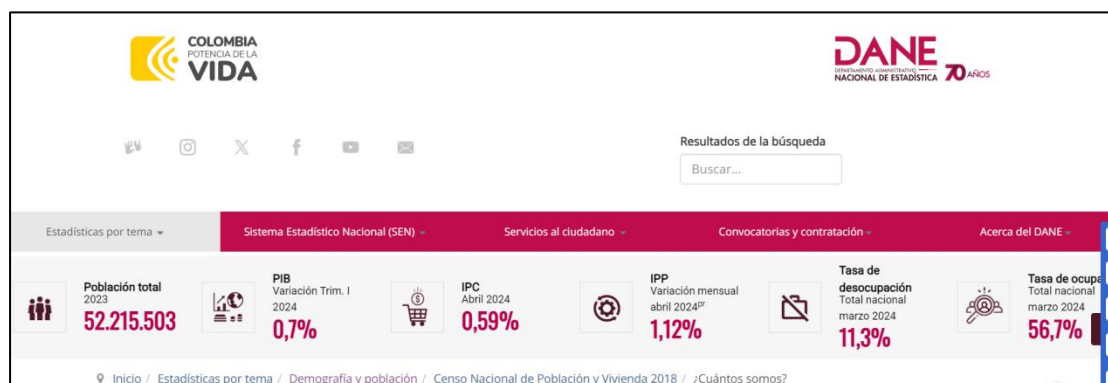 COLOMBIA
POTENCIA DE LA
VIDA
DANE
DEPARTAMENTO ADMINISTRATIVO
NACIONAL DE ESTADÍSTICA
70 AÑOS
Resultados de la búsqueda
Buscar...
Estadísticas por tema
Sistema Estadístico Nacional (SEN)
Servicios al ciudadano
Convocatorias y contratación
Acerca del DANE
Población total
2023
52.215.503
PIB
Variación Trim. I
2024
0,7%
IPC
Abril 2024
0,59%
IPP
Variación mensual
abril 2024pr
1,12%
Tasa de
desocupación
Total nacional
marzo 2024
11,3%
Tasa de ocupa
Total nacional
marzo 2024
56,7%
Inicio / Estadísticas por tema / Demografía y población / Censo Nacional de Población y Vivienda 2018 / ¿Cuántos somos?